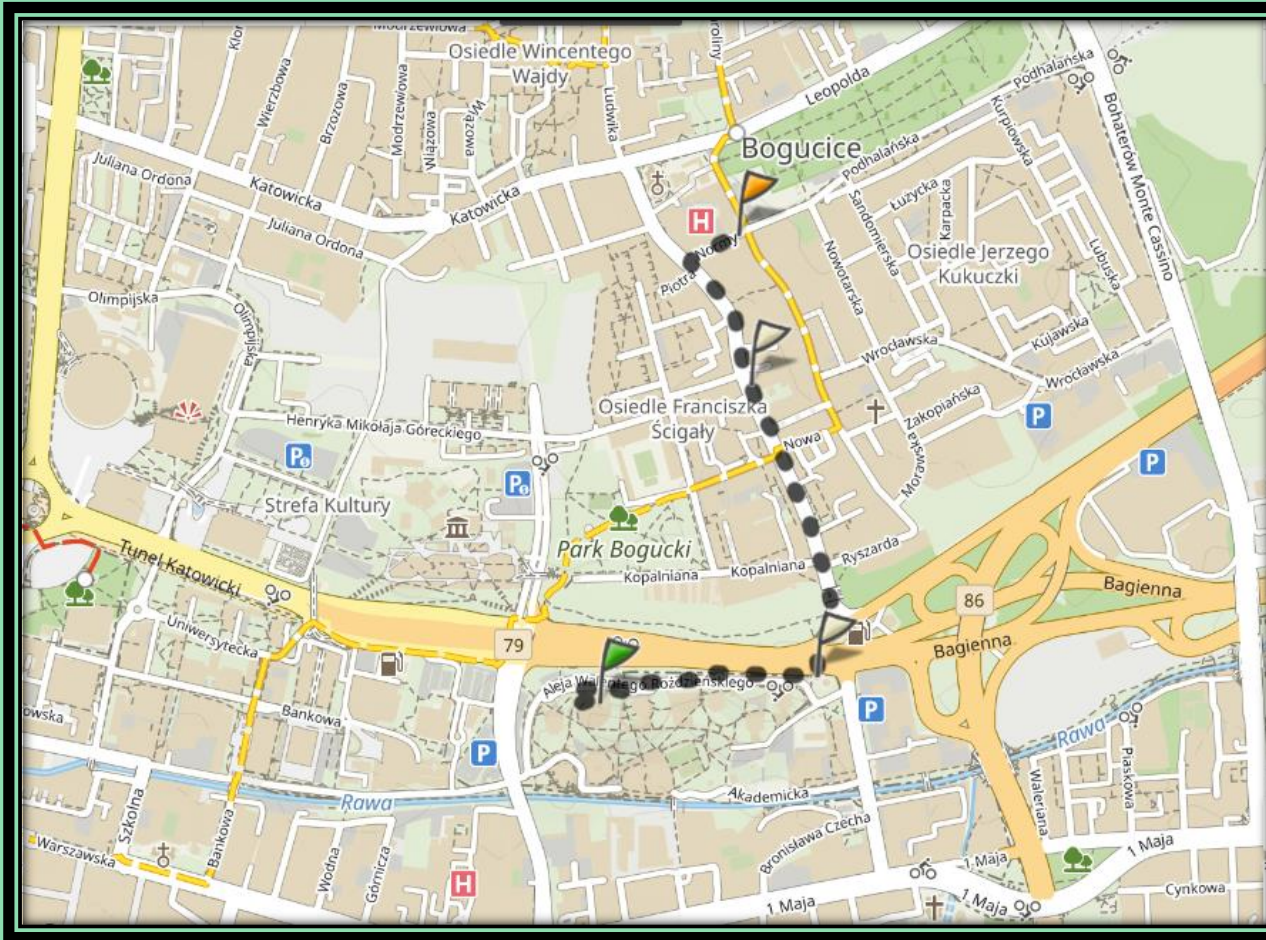 Modrzewiowa
Osiedle Wincentego
Wajdy
Leopolda
Podhalańska
Wierzbowa
Brzozowa
Modrzewiowa
Wiązowa
Wiązowa
Ludwika
Kurpiowska
Bohaterów Monte Cassino
Bogucice
Podhalańska
Juliana Ordona
Katowicka
Katowicka
Juliana Ordona
H
Łużycka
Karpacka
Sandomierska
Nowotarska
Lubuska
Osiedle Jerzego
Kukuczki
Piotra Normy
Olimpijska
Olimpijska
Kujawska
Wrocławska
Wrocławska
Osiedle Franciszka
Ścigały
Zakopiańska
Morawska
P
Henryka Mikołaja Góreckiego
Nowa
P
P
P
Strefa Kultury
Park Bogucki
Ryszarda
Kopalniana
Kopalniana
Tunel Katowicki
86
Bagienna
Bagienna
Uniwersytecka
79
Aleja Walentego Roździeńskiego
Bankowa
P
P
Rawa
Rawa
Akademicka
Piaskowa
Waleriana
Szkolna
Bankowa
Bronisława Czecha
Warszawska
Wodna
Górnicza
H
1 Maja
1 Maja
1 Maja
1 Maja
Cynkowa